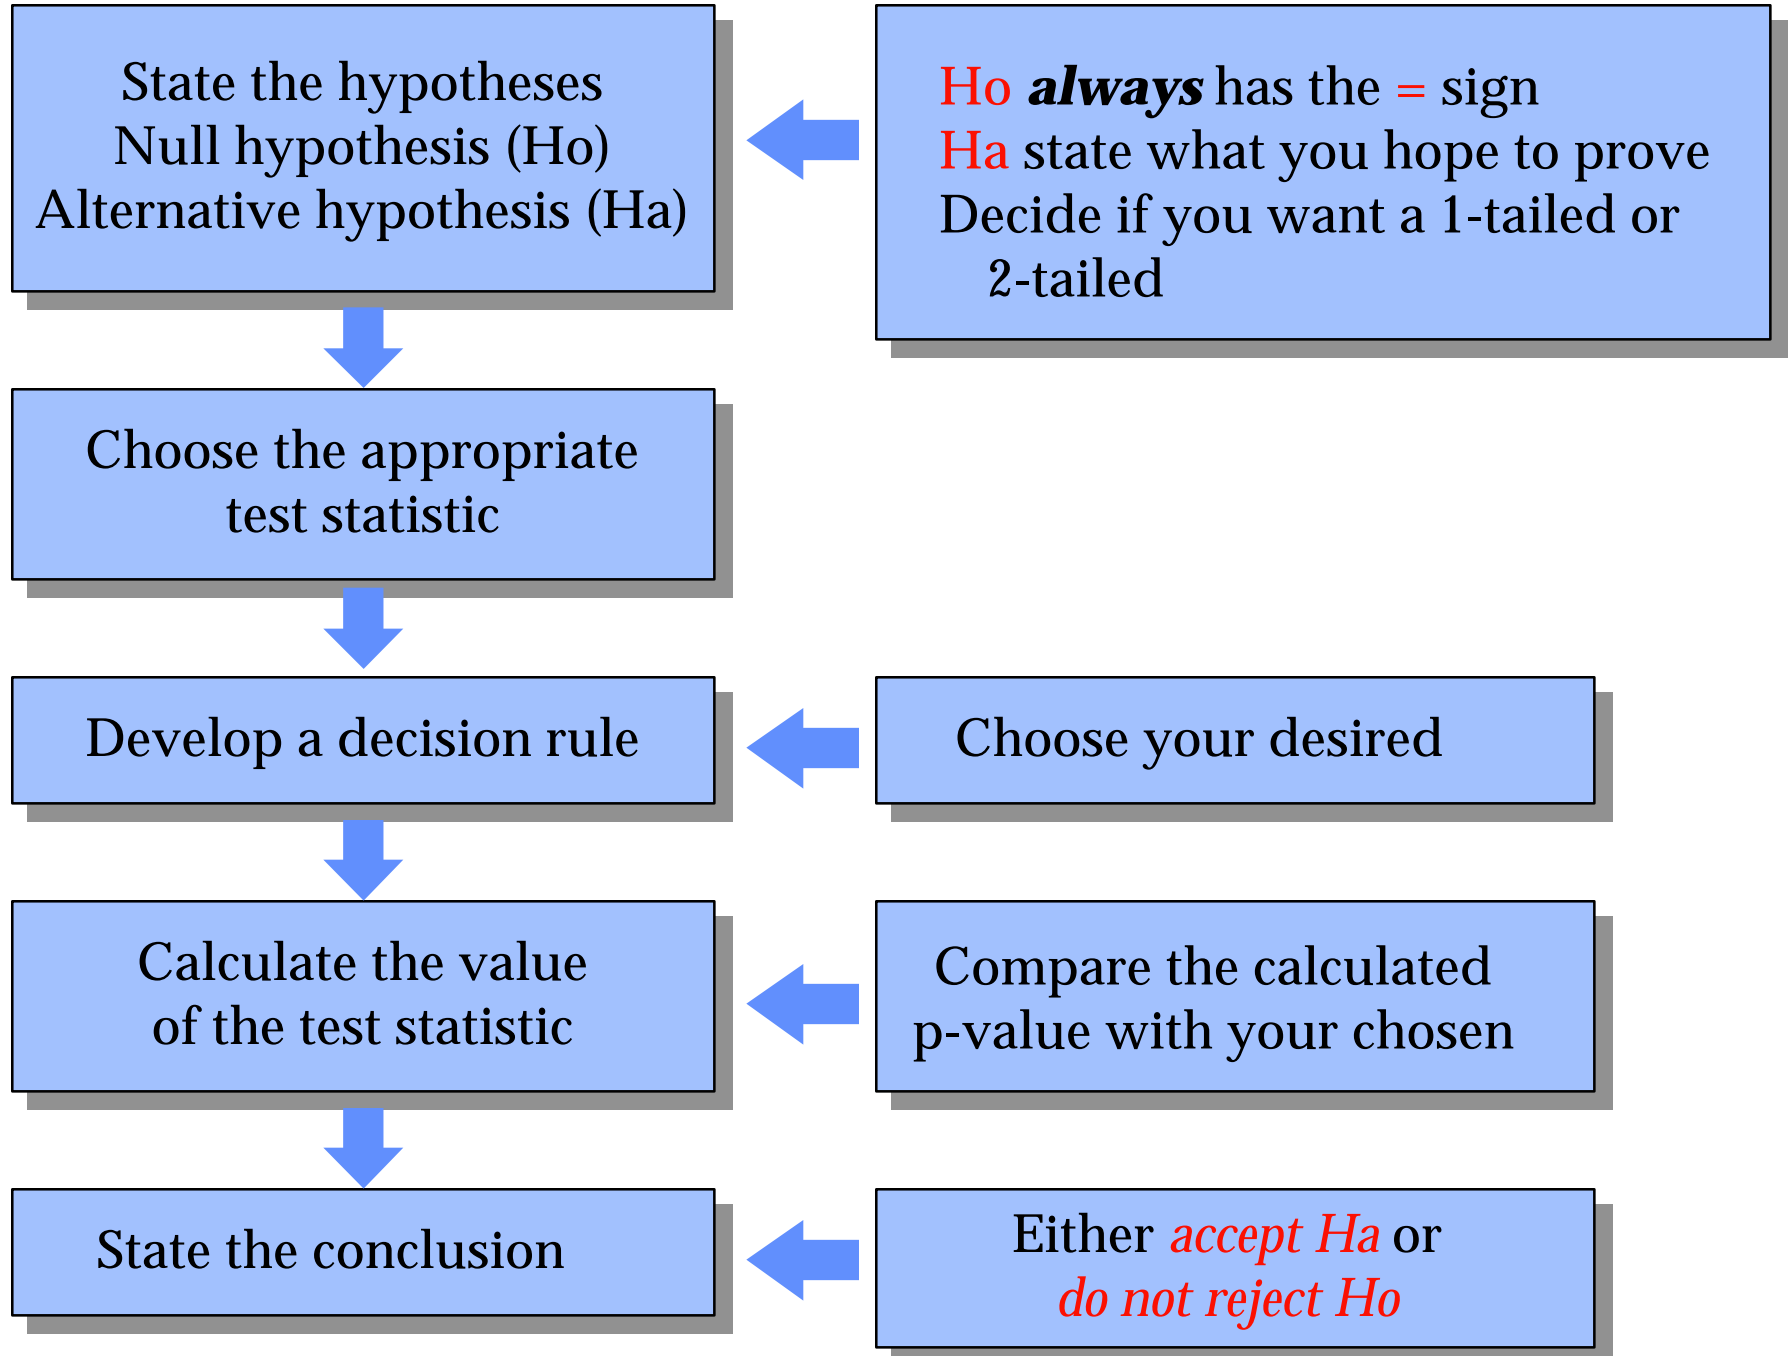 State the hypotheses
Null hypothesis (Ho)
Alternative hypothesis (Ha)
Ho always has the = sign
Ha state what you hope to prove
Decide if you want a 1-tailed or
2-tailed
Choose the appropriate
test statistic
Develop a decision rule
Choose your desired
Calculate the value
of the test statistic
Compare the calculated
p-value with your chosen
State the conclusion
Either accept Ha or
do not reject Ho